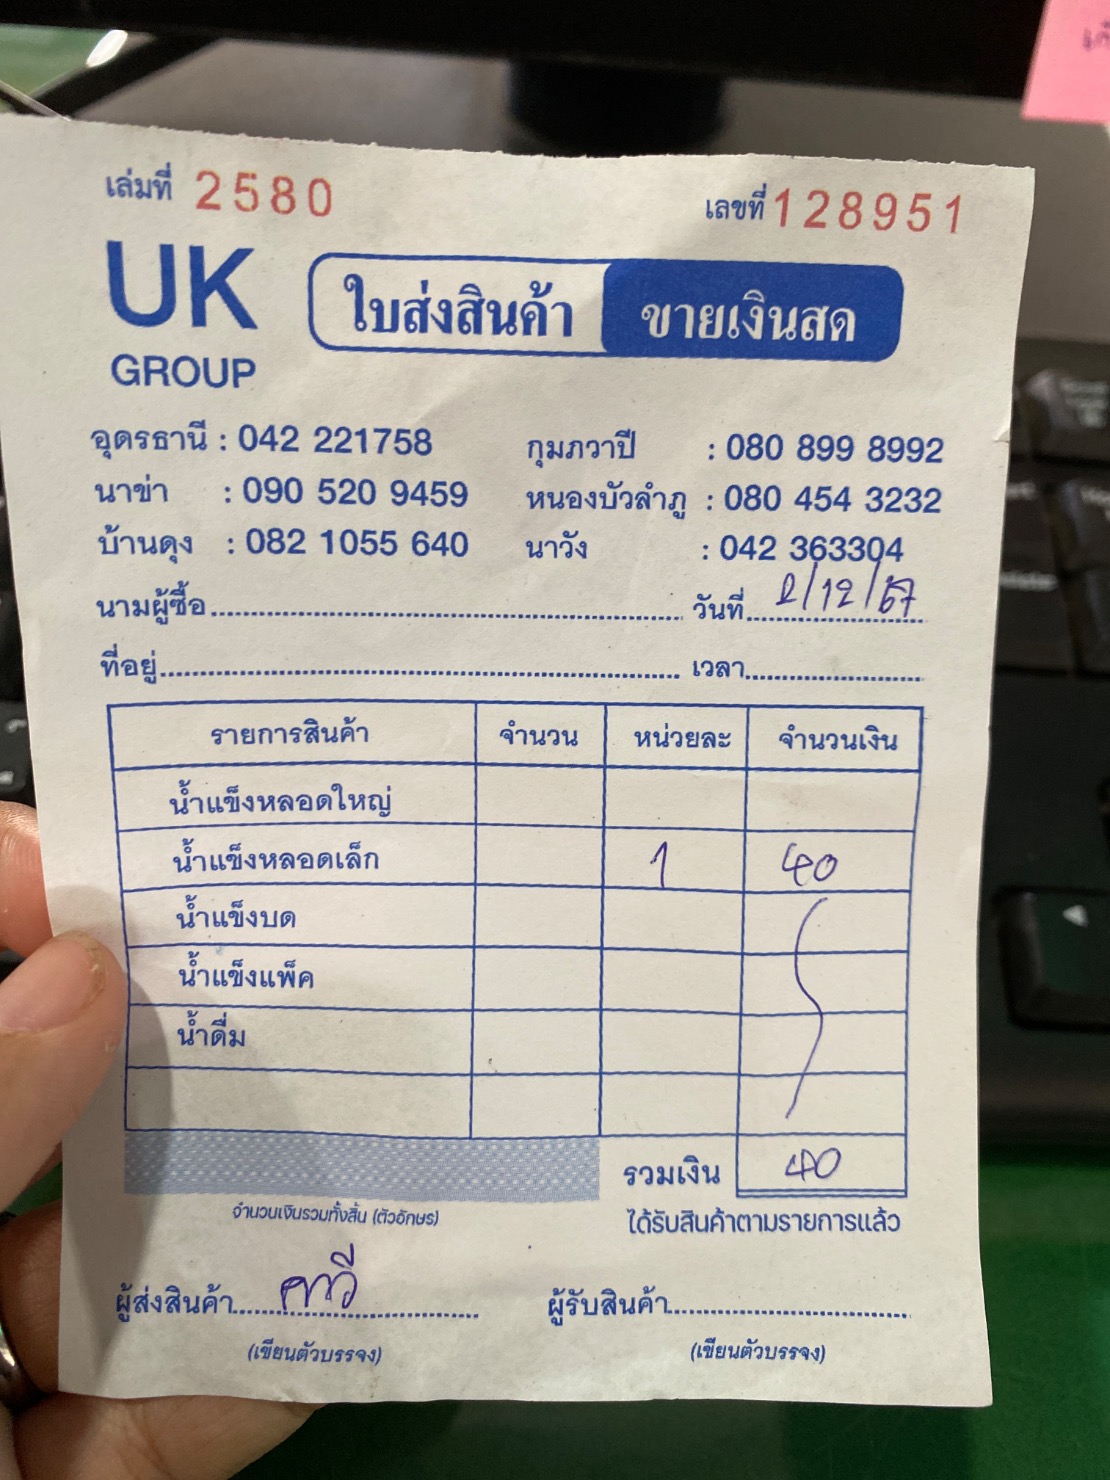 เล่มที่ 2580 เลขที่ 128951
UK
GROUP
ใบส่งสินค้า ขายเงินสด
อุดรธานี : 042 221758 กุมภวาปี : 080 899 8992
นาข่า : 090 520 9459 หนองบัวลำภู : 080 454 3232
บ้านดุง : 082 1055 640 นาวัง : 042 363304
นามผู้ซื้อ วันที่ 2/12/67
ที่อยู่ เวลา
รายการสินค้า จำนวน หน่วยละ จำนวนเงิน
น้ำแข็งหลอดใหญ่
น้ำแข็งหลอดเล็ก 1 40
น้ำแข็งบด
น้ำแข็งแพ็ค
น้ำดื่ม
รวมเงิน 40
จำนวนเงินรวมทั้งสิ้น (ตัวอักษร) ได้รับสินค้าตามรายการแล้ว
ผู้ส่งสินค้า ผู้รับสินค้า
(เขียนตัวบรรจง) (เขียนตัวบรรจง)